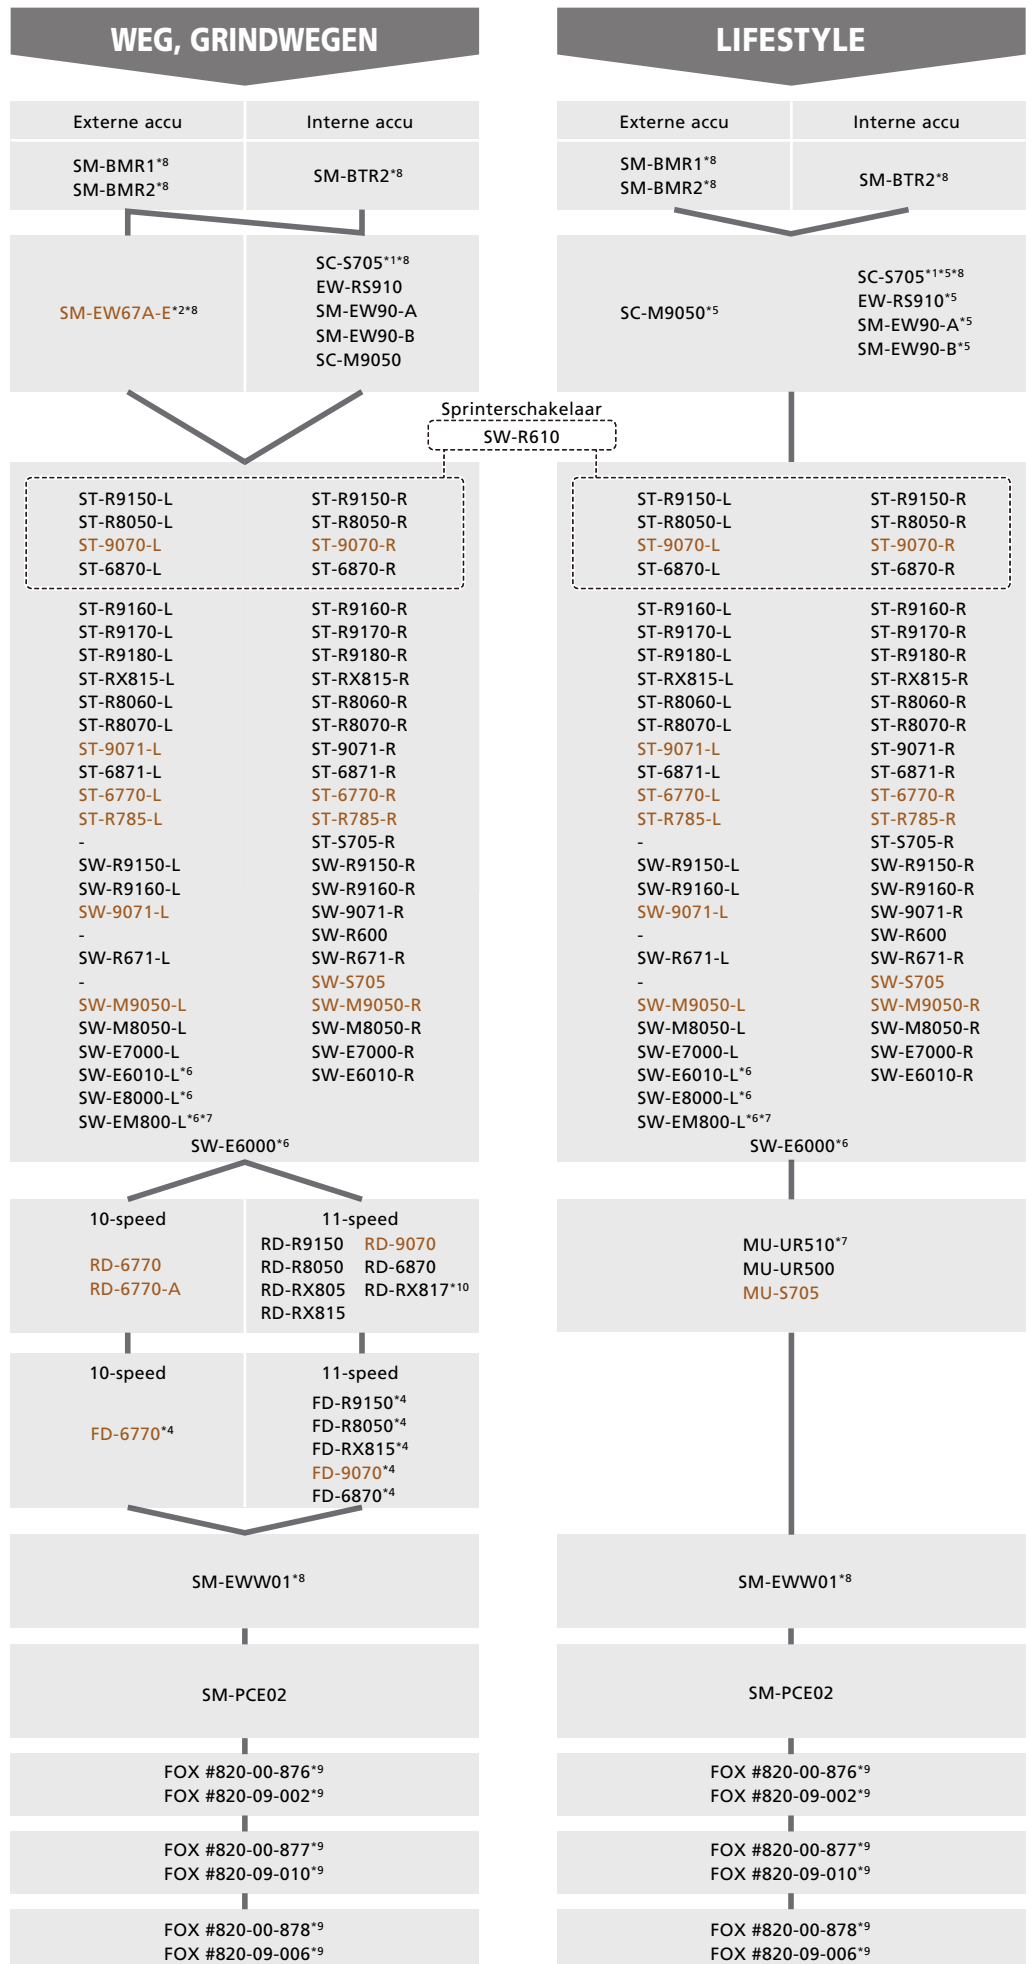 WEG, GRINDWEGEN
Externe accu
Interne accu
SM-BMR1*8
SM-BMR2*8
SM-BTR2*8
SM-EW67A-E*2*8
SC-S705*1*8
EW-RS910
SM-EW90-A
SM-EW90-B
SC-M9050
Sprinterschakelaar
SW-R610
ST-R9150-L ST-R9150-R
ST-R8050-L ST-R8050-R
ST-9070-L ST-9070-R
ST-6870-L ST-6870-R
ST-R9160-L ST-R9160-R
ST-R9170-L ST-R9170-R
ST-R9180-L ST-R9180-R
ST-RX815-L ST-RX815-R
ST-R8060-L ST-R8060-R
ST-R8070-L ST-R8070-R
ST-9071-L ST-9071-R
ST-6871-L ST-6871-R
ST-6770-L ST-6770-R
ST-R785-L ST-R785-R
- ST-S705-R
SW-R9150-L SW-R9150-R
SW-R9160-L SW-R9160-R
SW-9071-L SW-9071-R
- SW-R600
SW-R671-L SW-R671-R
- SW-S705
SW-M9050-L SW-M9050-R
SW-M8050-L SW-M8050-R
SW-E7000-L SW-E7000-R
SW-E6010-L*6 SW-E6010-R
SW-E8000-L*6
SW-EM800-L*6*7
SW-E6000*6
10-speed
RD-6770
RD-6770-A
11-speed
RD-R9150 RD-9070
RD-R8050 RD-6870
RD-RX805 RD-RX817*10
RD-RX815
10-speed
FD-6770*4
11-speed
FD-R9150*4
FD-R8050*4
FD-RX815*4
FD-9070*4
FD-6870*4
SM-EWW01*8
SM-PCE02
FOX #820-00-876*9
FOX #820-09-002*9
FOX #820-00-877*9
FOX #820-09-010*9
FOX #820-00-878*9
FOX #820-09-006*9
LIFESTYLE
Externe accu
Interne accu
SM-BMR1*8
SM-BMR2*8
SM-BTR2*8
SC-M9050*5
SC-S705*1*5*8
EW-RS910*5
SM-EW90-A*5
SM-EW90-B*5
ST-R9150-L ST-R9150-R
ST-R8050-L ST-R8050-R
ST-9070-L ST-9070-R
ST-6870-L ST-6870-R
ST-R9160-L ST-R9160-R
ST-R9170-L ST-R9170-R
ST-R9180-L ST-R9180-R
ST-RX815-L ST-RX815-R
ST-R8060-L ST-R8060-R
ST-R8070-L ST-R8070-R
ST-9071-L ST-9071-R
ST-6871-L ST-6871-R
ST-6770-L ST-6770-R
ST-R785-L ST-R785-R
- ST-S705-R
SW-R9150-L SW-R9150-R
SW-R9160-L SW-R9160-R
SW-9071-L SW-9071-R
- SW-R600
SW-R671-L SW-R671-R
- SW-S705
SW-M9050-L SW-M9050-R
SW-M8050-L SW-M8050-R
SW-E7000-L SW-E7000-R
SW-E6010-L*6 SW-E6010-R
SW-E8000-L*6
SW-EM800-L*6*7
SW-E6000*6
MU-UR510*7
MU-UR500
MU-S705
SM-EWW01*8
SM-PCE02
FOX #820-00-876*9
FOX #820-09-002*9
FOX #820-00-877*9
FOX #820-09-010*9
FOX #820-00-878*9
FOX #820-09-006*9